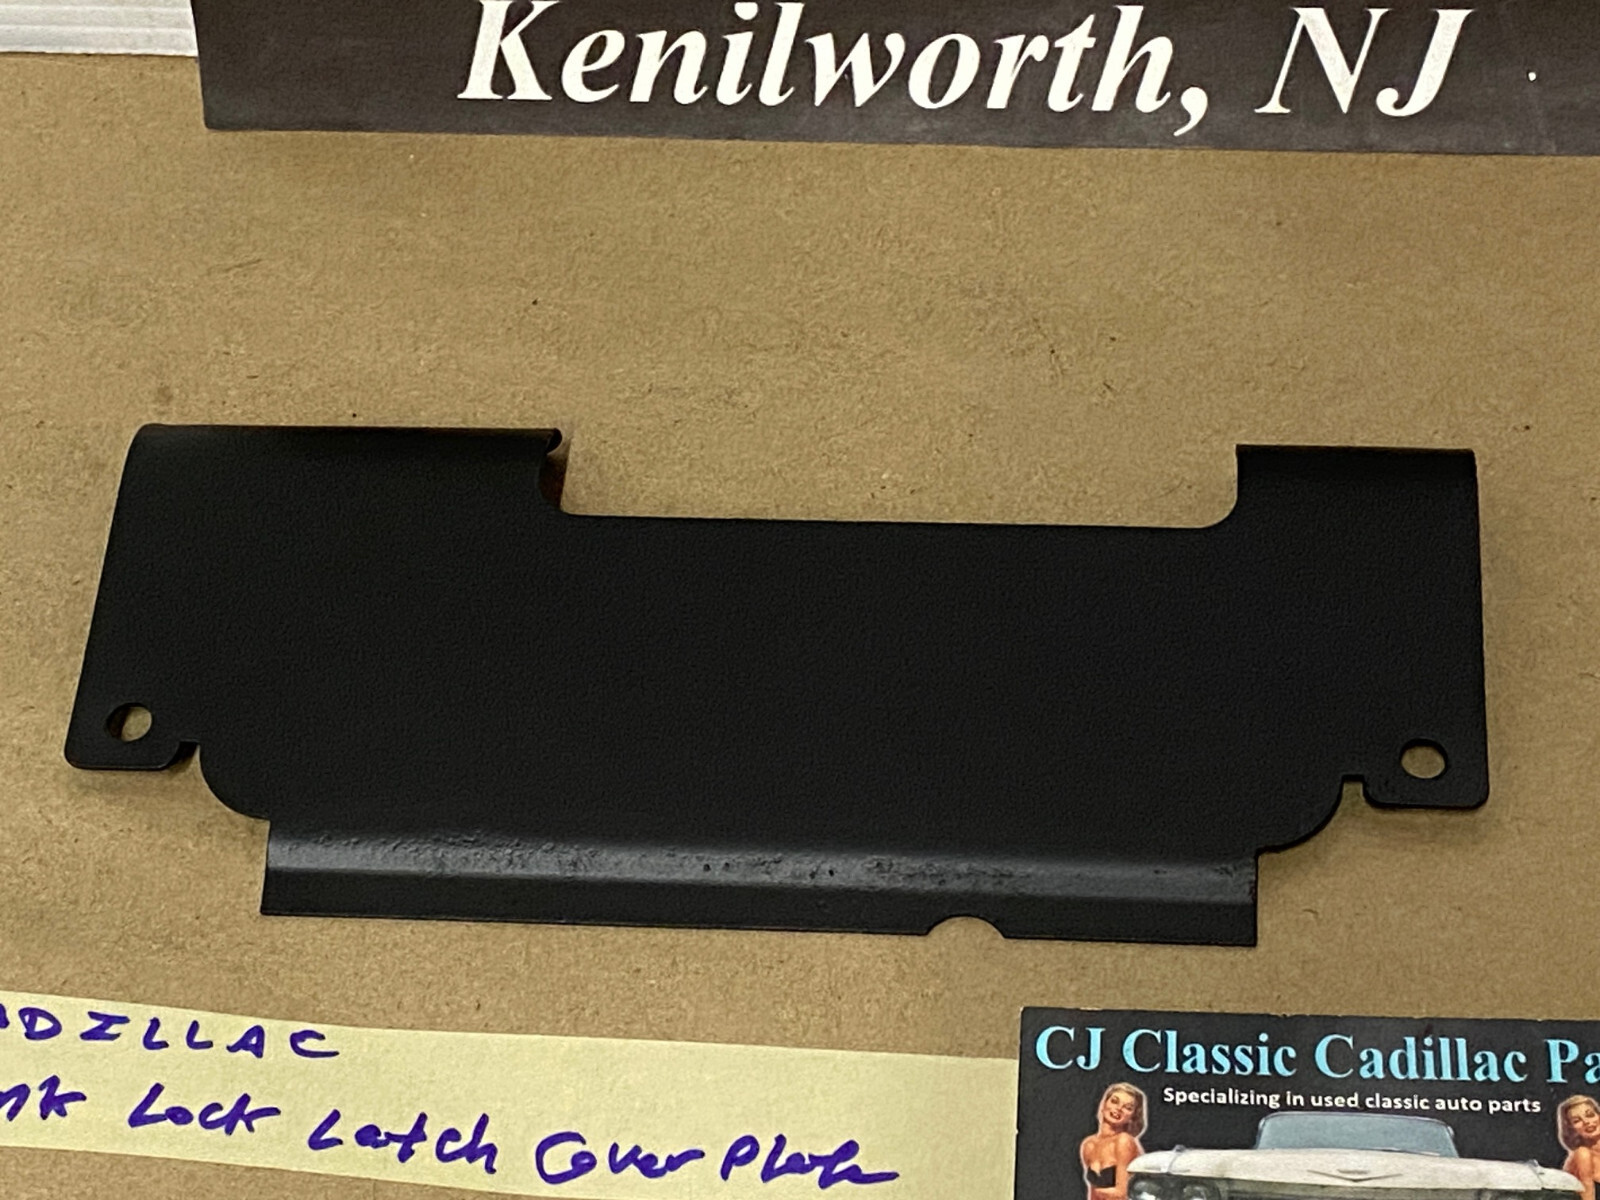 Kenilworth, NJ
ADILLAC
nk Lock Latch Cover Plate
CJ Classic Cadillac Pa
Specializing in used classic auto parts